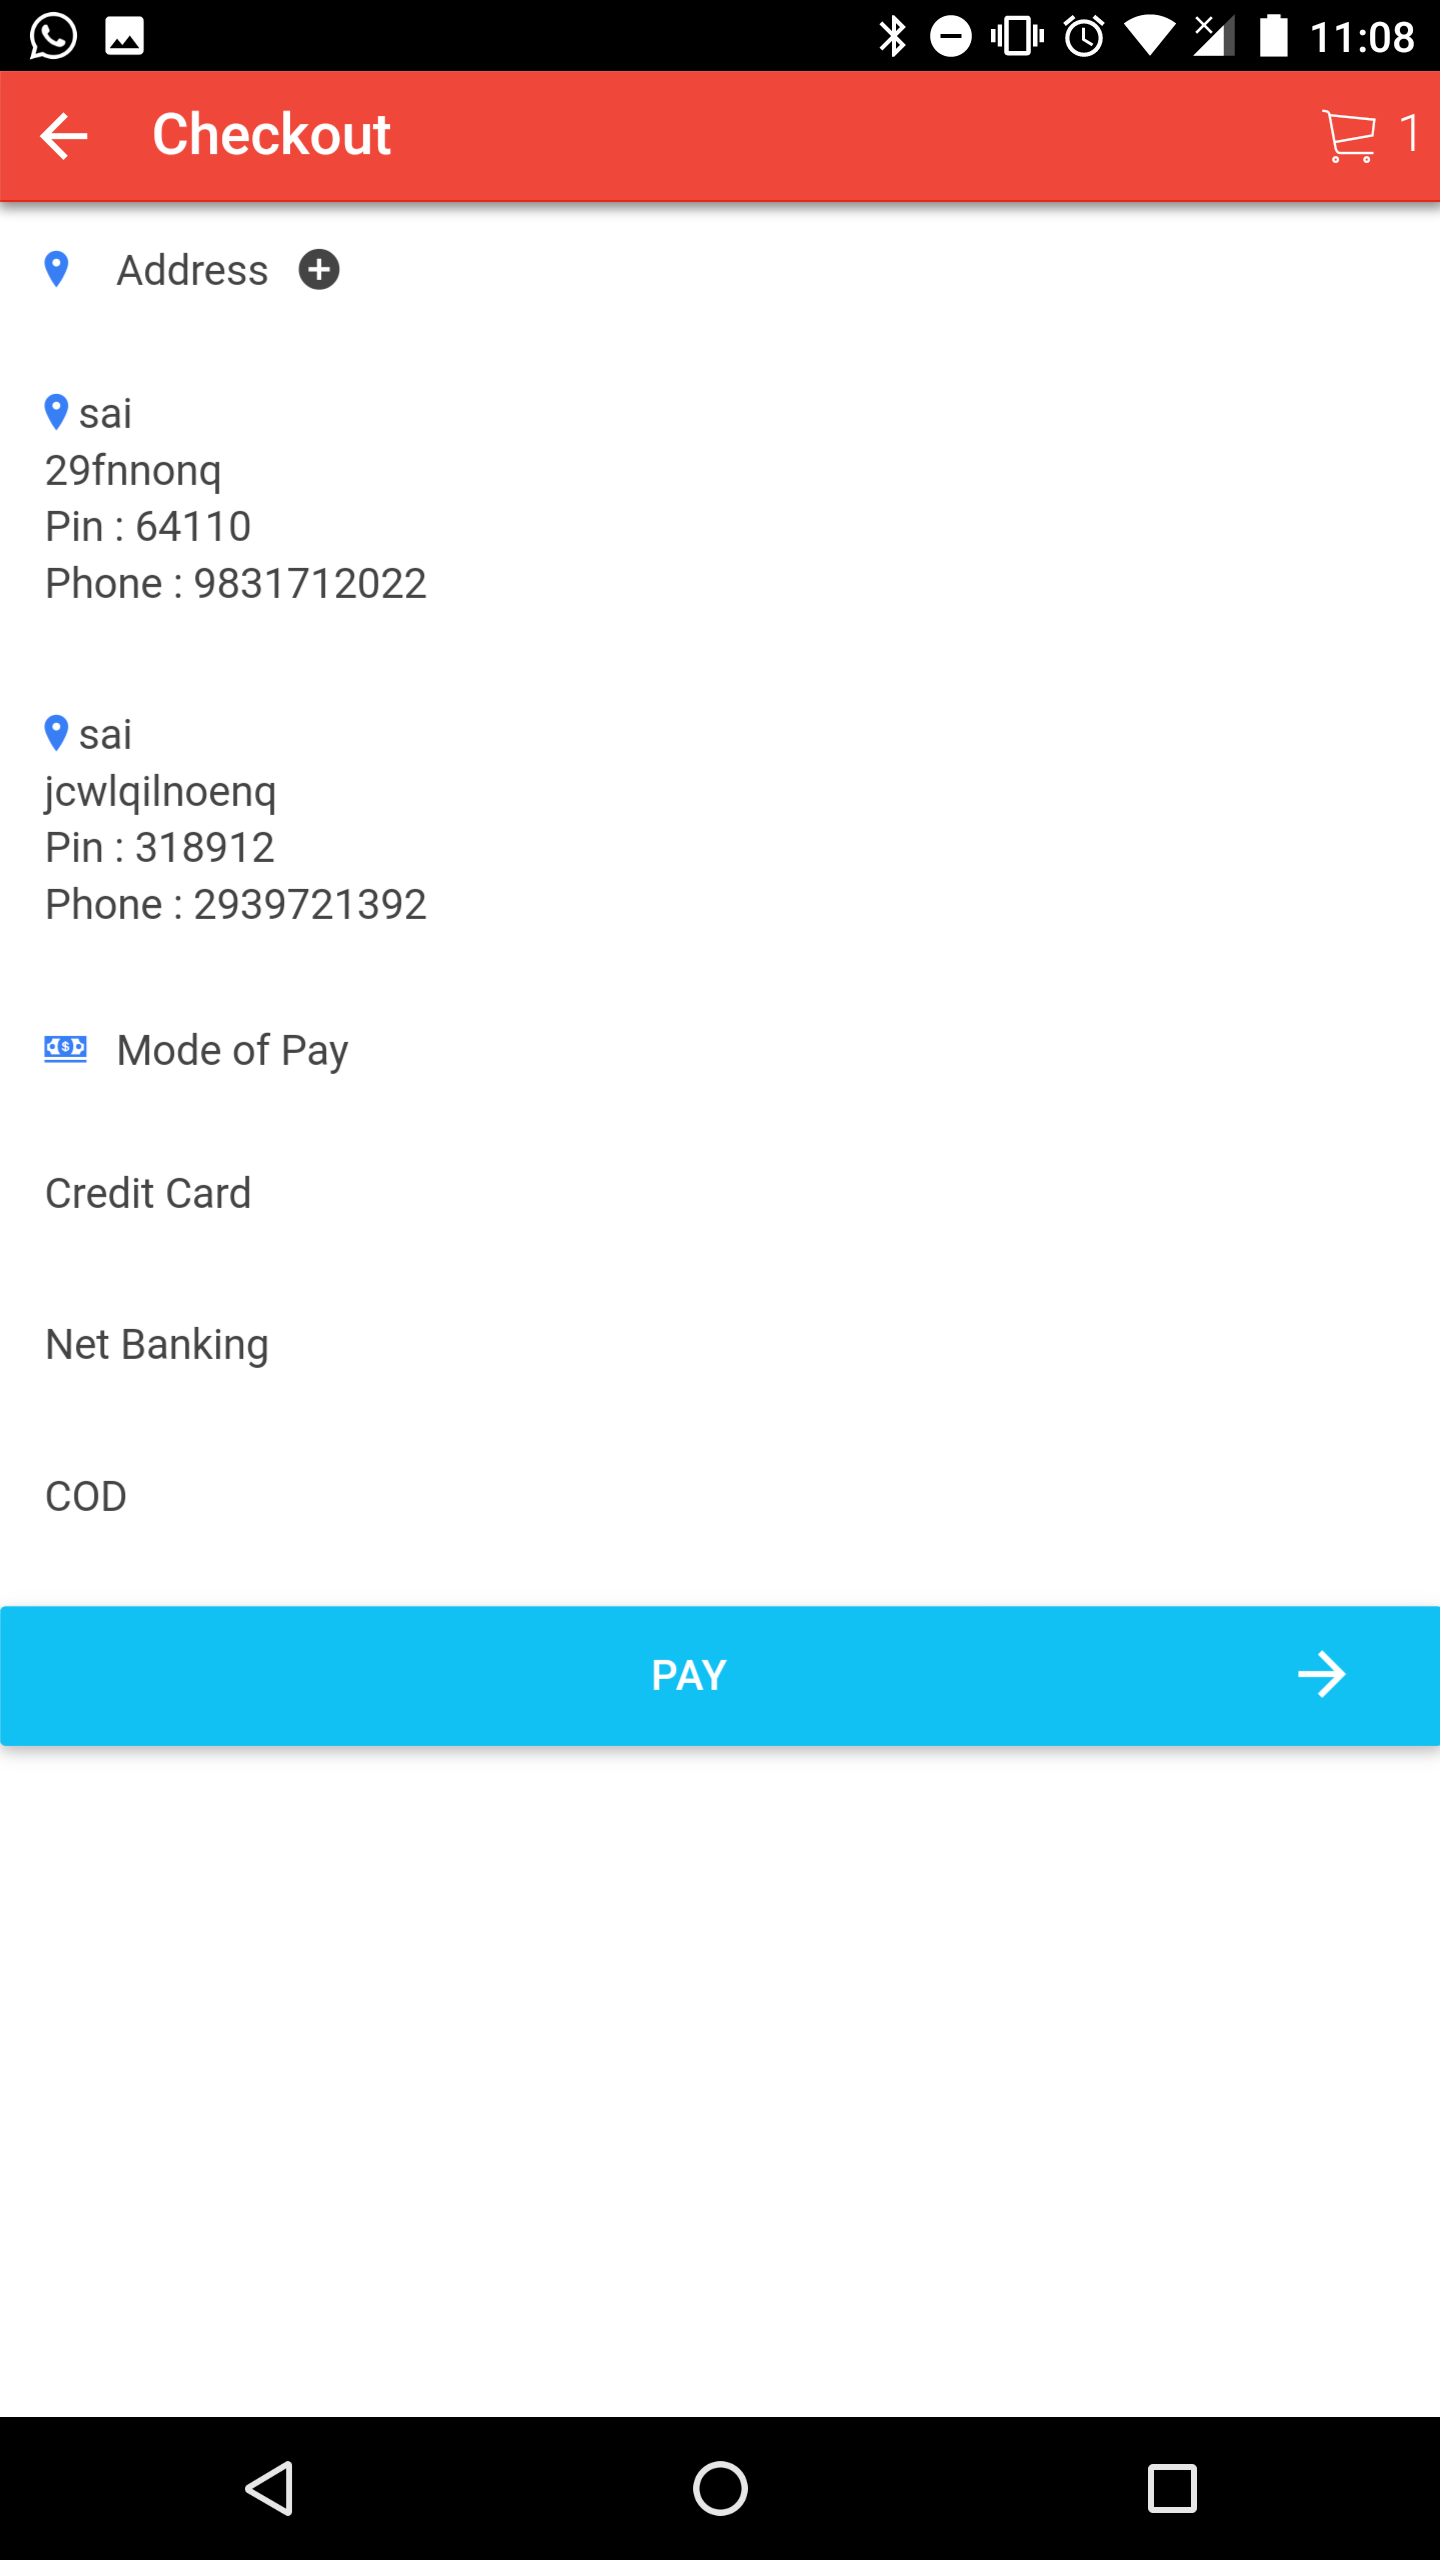 11:08
Checkout 1
Address
sai
29fnnonq
Pin : 64110
Phone : 9831712022
sai
jcwlqilnoenq
Pin : 318912
Phone : 2939721392
Mode of Pay
Credit Card
Net Banking
COD
PAY